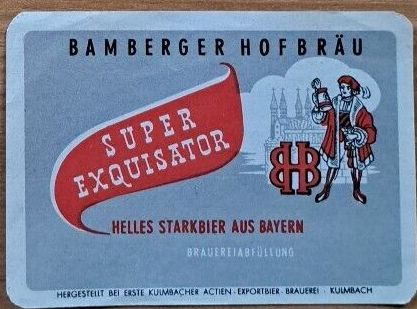 BAMBERGER HOFBRÄU
SUPER
EXQUISATOR
HB
HELLES STARKBIER AUS BAYERN
BRAUEREIABFÜLLUNG
HERGESTELLT BEI ERSTE KULMBACHER ACTIEN-EXPORTBIER-BRAUEREI · KULMBACH